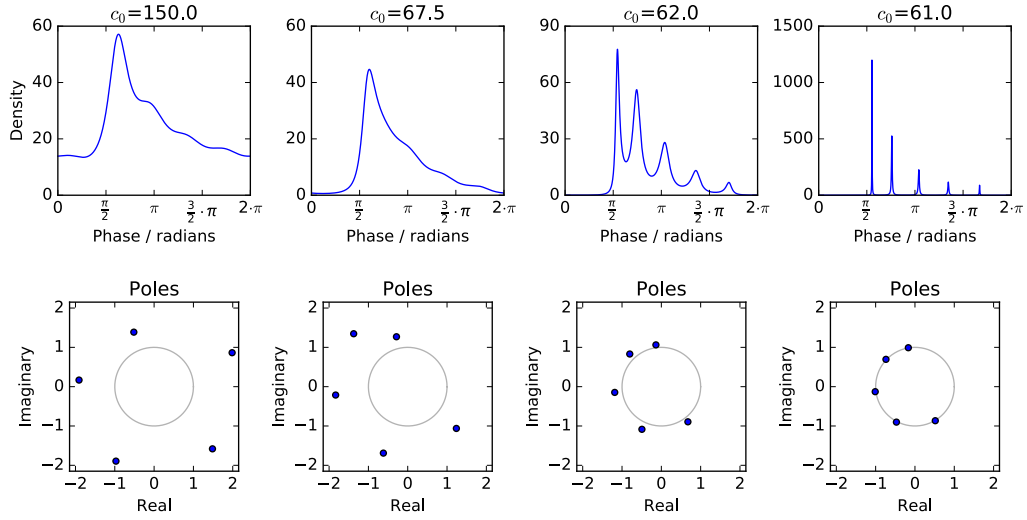 c₀=150.0 c₀=67.5 c₀=62.0 c₀=61.0
60
40
20
0
Density
0 π/2 π 3/2·π 2·π
Phase / radians
60
40
20
0
0 π/2 π 3/2·π 2·π
Phase / radians
90
60
30
0
0 π/2 π 3/2·π 2·π
Phase / radians
1500
1000
500
0
0 π/2 π 3/2·π 2·π
Phase / radians
Poles
2
1
0
−1
−2
Imaginary
−2 −1 0 1 2
Real
Poles
2
1
0
−1
−2
Imaginary
−2 −1 0 1 2
Real
Poles
2
1
0
−1
−2
Imaginary
−2 −1 0 1 2
Real
Poles
2
1
0
−1
−2
Imaginary
−2 −1 0 1 2
Real